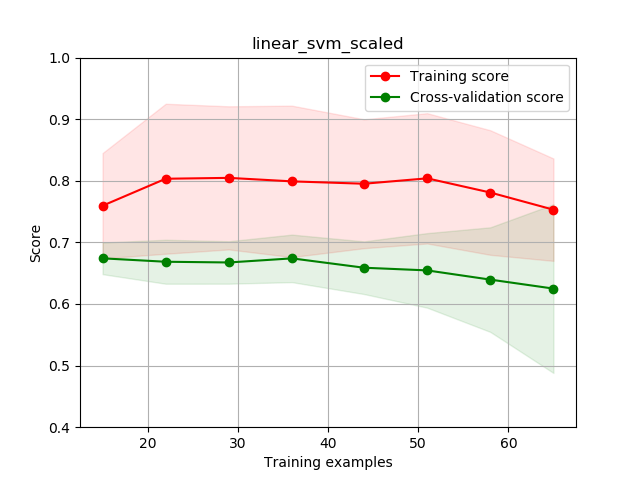 linear_svm_scaled
1.0
0.9
0.8
0.7
0.6
0.5
0.4
Score
Training score
Cross-validation score
20 30 40 50 60
Training examples